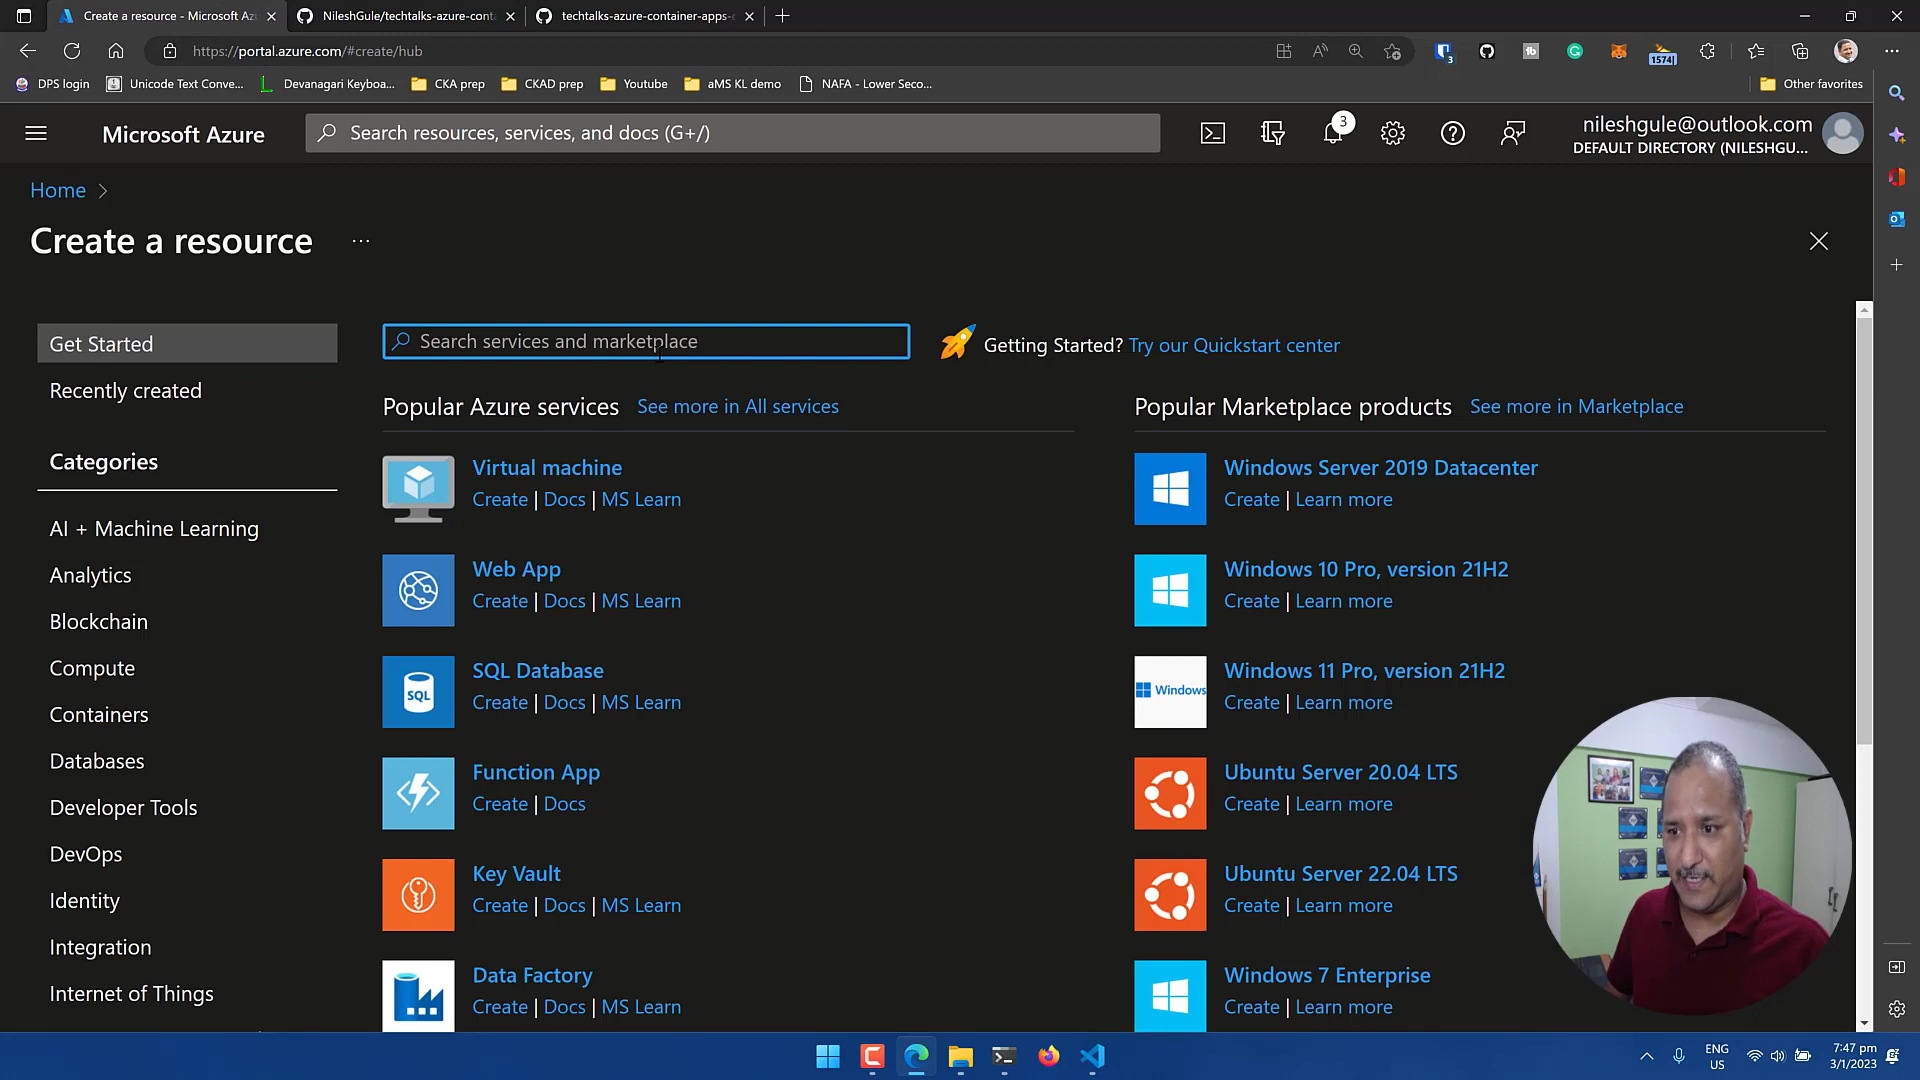 Create a resource - Microsoft Az
NileshGule/techtalks-azure-cont
techtalks-azure-container-apps-
https://portal.azure.com/#create/hub
3
1574
DPS login
Unicode Text Conve...
Devanagari Keyboa...
CKA prep
CKAD prep
Youtube
aMS KL demo
NAFA - Lower Seco...
Other favorites
Microsoft Azure
Search resources, services, and docs (G+/)
3
nileshgule@outlook.com
DEFAULT DIRECTORY (NILESHGU...
Home
Create a resource
...
Get Started
Recently created
Categories
AI + Machine Learning
Analytics
Blockchain
Compute
Containers
Databases
Developer Tools
DevOps
Identity
Integration
Internet of Things
Search services and marketplace
Getting Started? Try our Quickstart center
Popular Azure services See more in All services
Virtual machine
Create | Docs | MS Learn
Web App
Create | Docs | MS Learn
SQL
SQL Database
Create | Docs | MS Learn
Function App
Create | Docs
Key Vault
Create | Docs | MS Learn
Data Factory
Create | Docs | MS Learn
Popular Marketplace products See more in Marketplace
Windows Server 2019 Datacenter
Create | Learn more
Windows 10 Pro, version 21H2
Create | Learn more
Windows
Windows 11 Pro, version 21H2
Create | Learn more
Ubuntu Server 20.04 LTS
Create | Learn more
Ubuntu Server 22.04 LTS
Create | Learn more
Windows 7 Enterprise
Create | Learn more
ENG
US
7:47 pm
3/1/2023